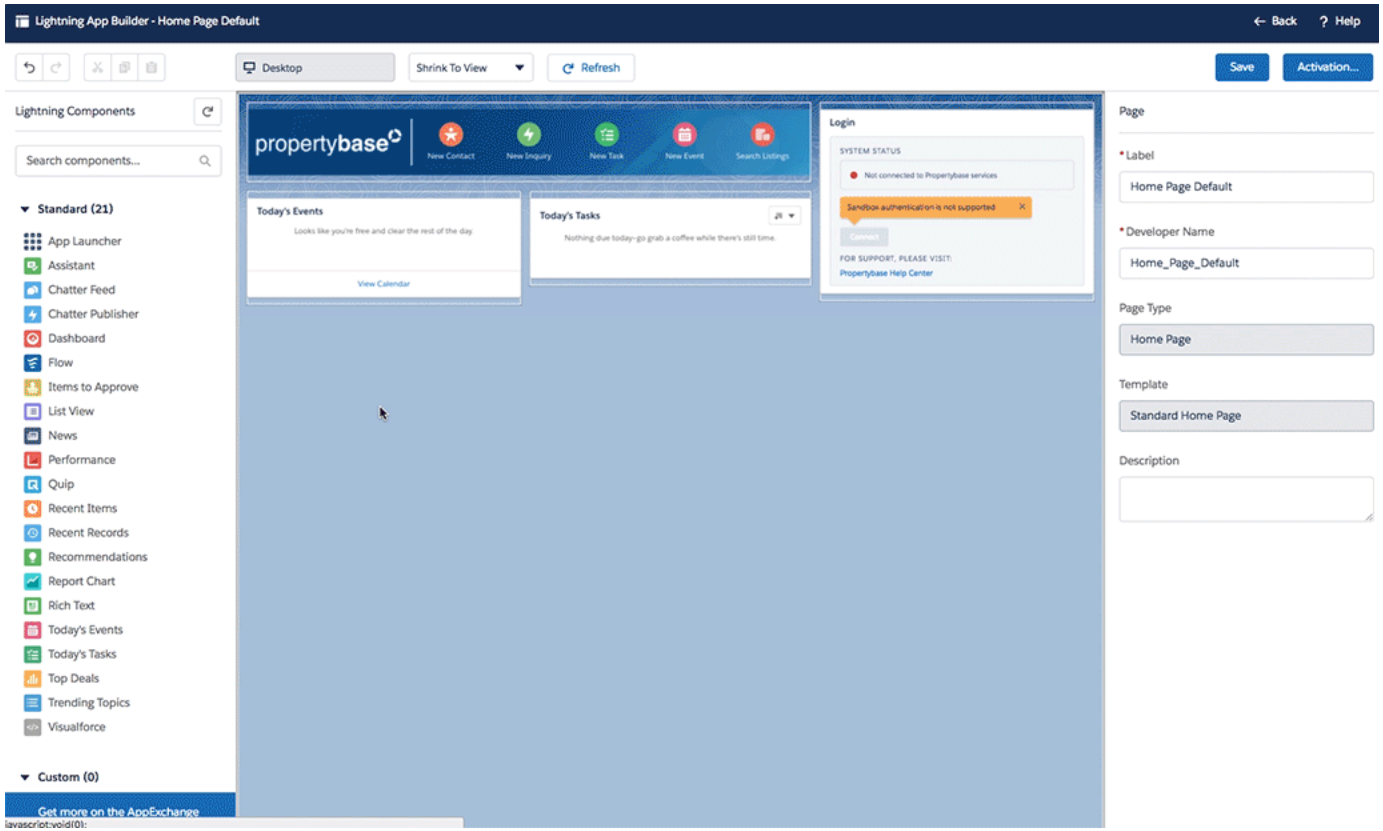 Lightning App Builder - Home Page Default
Back
? Help
Desktop
Shrink To View
Refresh
Save
Activation...
Lightning Components
Search components...
Standard (21)
App Launcher
Assistant
Chatter Feed
Chatter Publisher
Dashboard
Flow
Items to Approve
List View
News
Performance
Quip
Recent Items
Recent Records
Recommendations
Report Chart
Rich Text
Today's Events
Today's Tasks
Top Deals
Trending Topics
Visualforce
Custom (0)
Get more on the AppExchange
javascript:void(0);
propertybase
New Contact
New Inquiry
New Task
New Event
Search Listings
Today's Events
Looks like you're free and clear the rest of the day.
View Calendar
Today's Tasks
Nothing due today-go grab a coffee while there's still time.
Login
SYSTEM STATUS
Not connected to Propertybase services
Sandbox authentication is not supported
Connect
FOR SUPPORT, PLEASE VISIT:
Propertybase Help Center
Page
*Label
Home Page Default
*Developer Name
Home_Page_Default
Page Type
Home Page
Template
Standard Home Page
Description